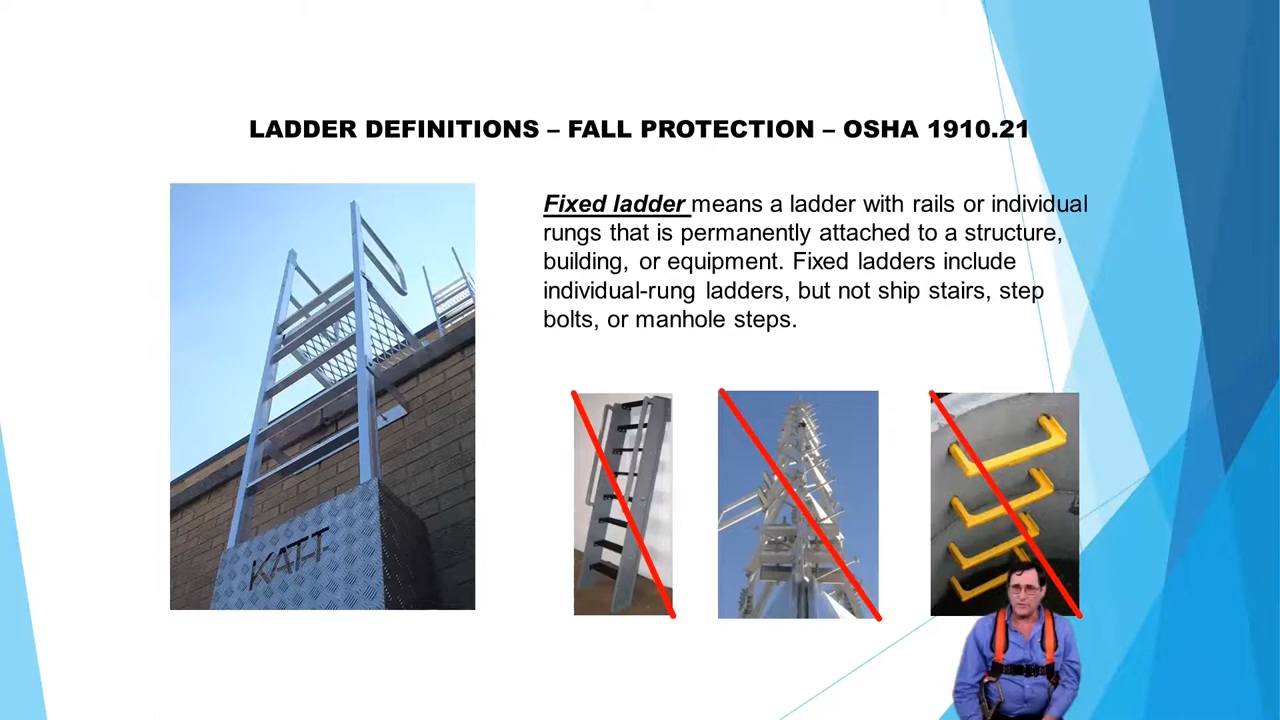 LADDER DEFINITIONS – FALL PROTECTION – OSHA 1910.21
Fixed ladder means a ladder with rails or individual
rungs that is permanently attached to a structure,
building, or equipment. Fixed ladders include
individual-rung ladders, but not ship stairs, step
bolts, or manhole steps.
KATT